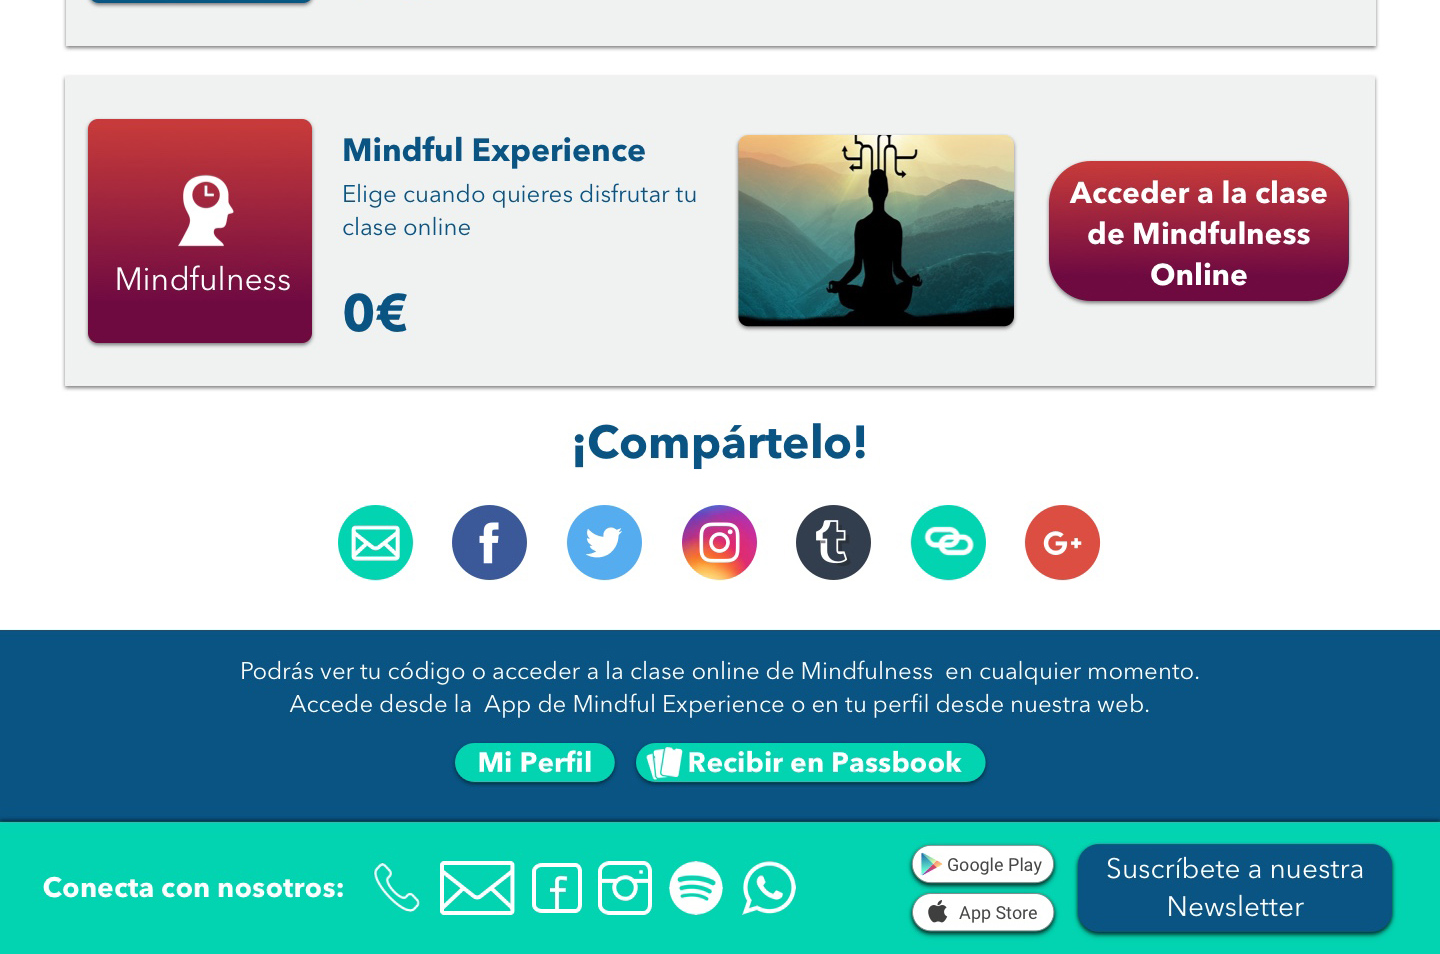 Mindfulness
Mindful Experience
Elige cuando quieres disfrutar tu
clase online
0€
Acceder a la clase
de Mindfulness
Online
¡Compártelo!
f
t
G+
Podrás ver tu código o acceder a la clase online de Mindfulness  en cualquier momento.
Accede desde la  App de Mindful Experience o en tu perfil desde nuestra web.
Mi Perfil
Recibir en Passbook
Conecta con nosotros:
f
Google Play
App Store
Suscríbete a nuestra
Newsletter